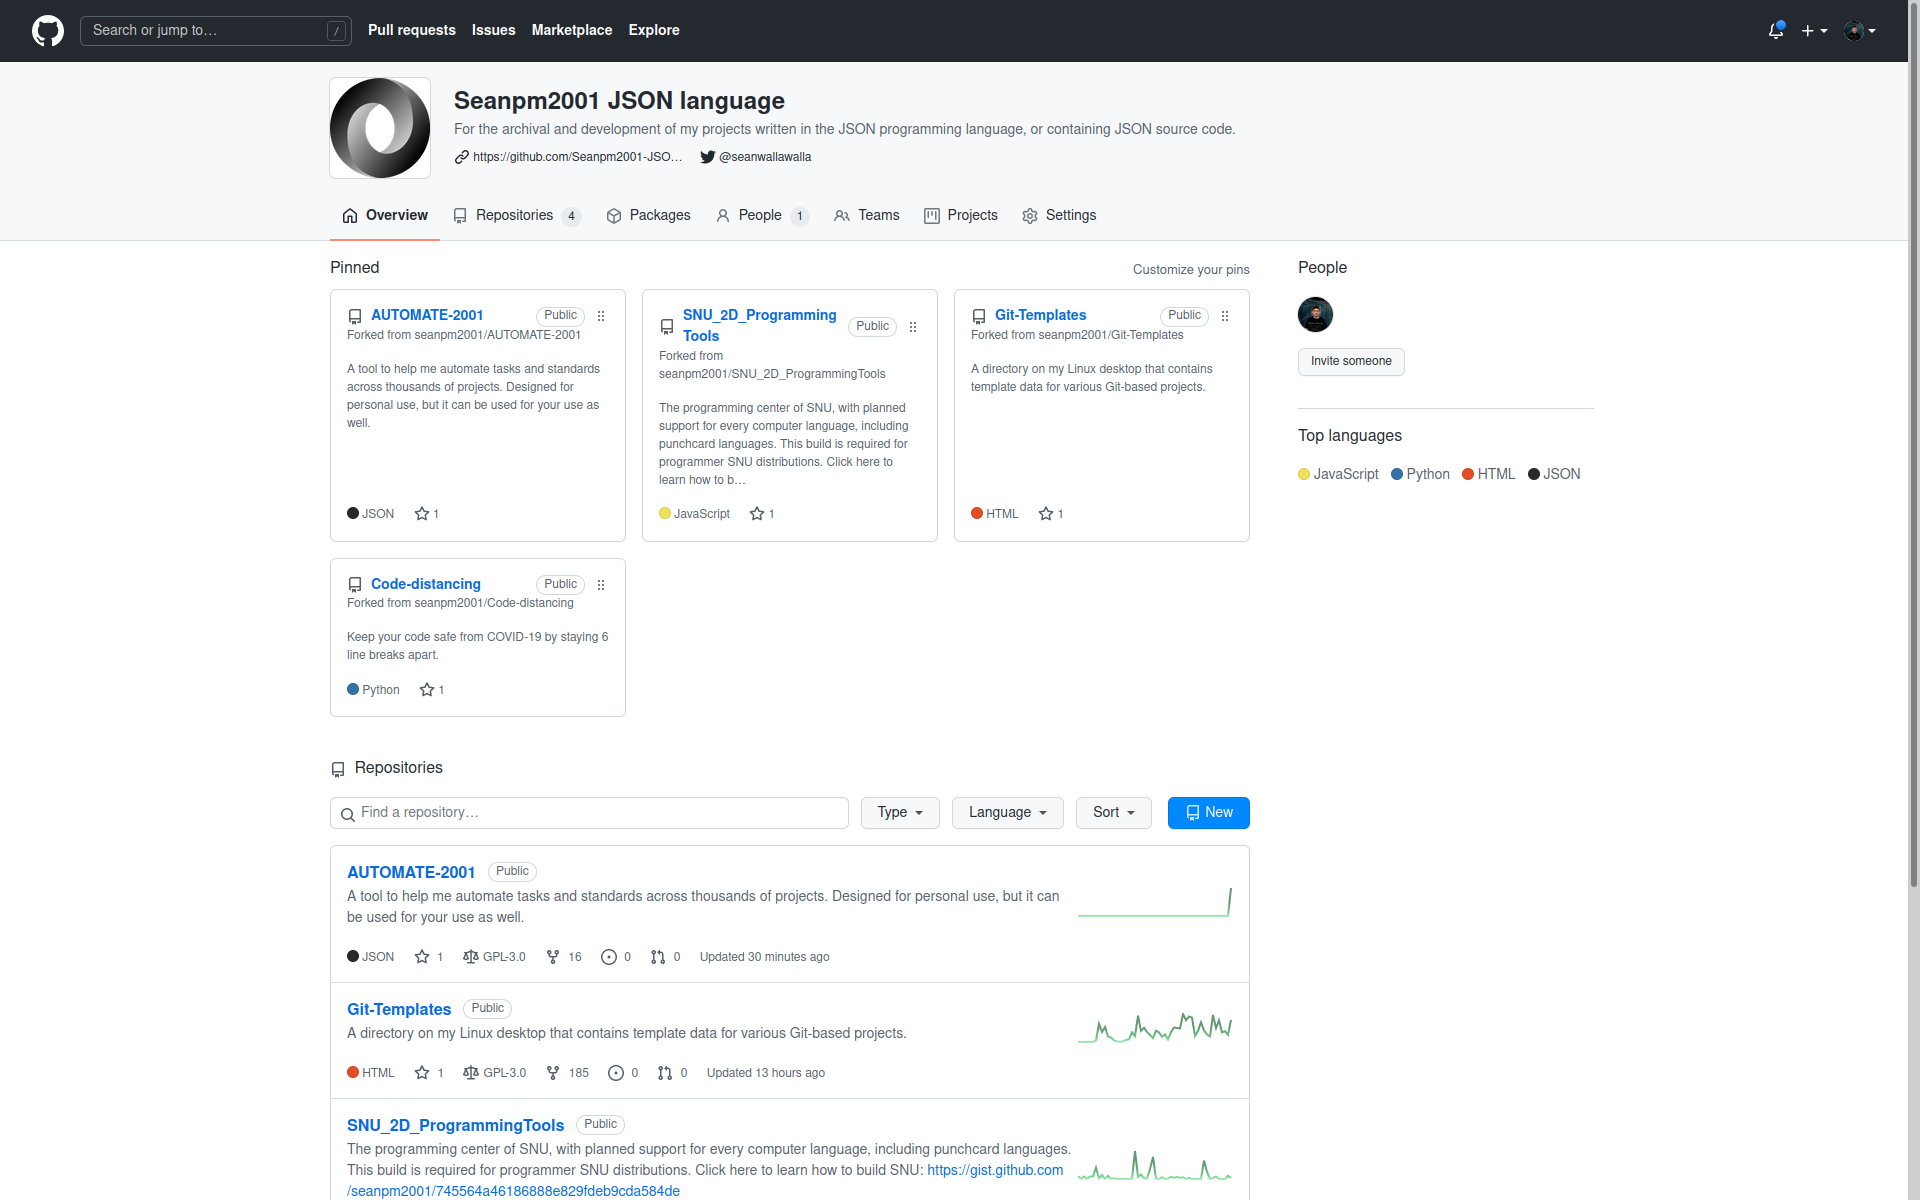 Search or jump to… /
Pull requests Issues Marketplace Explore
Seanpm2001 JSON language
For the archival and development of my projects written in the JSON programming language, or containing JSON source code.
https://github.com/Seanpm2001-JSO… @seanwallawalla
Overview Repositories 4 Packages People 1 Teams Projects Settings
Pinned
Customize your pins
AUTOMATE-2001 Public
Forked from seanpm2001/AUTOMATE-2001
A tool to help me automate tasks and standards
across thousands of projects. Designed for
personal use, but it can be used for your use as
well.
JSON 1
SNU_2D_Programming
Tools
Public
Forked from
seanpm2001/SNU_2D_ProgrammingTools
The programming center of SNU, with planned
support for every computer language, including
punchcard languages. This build is required for
programmer SNU distributions. Click here to
learn how to b…
JavaScript 1
Git-Templates Public
Forked from seanpm2001/Git-Templates
A directory on my Linux desktop that contains
template data for various Git-based projects.
HTML 1
Code-distancing Public
Forked from seanpm2001/Code-distancing
Keep your code safe from COVID-19 by staying 6
line breaks apart.
Python 1
People
Invite someone
Top languages
JavaScript Python HTML JSON
Repositories
Find a repository…
Type Language Sort New
AUTOMATE-2001 Public
A tool to help me automate tasks and standards across thousands of projects. Designed for personal use, but it can
be used for your use as well.
JSON 1 GPL-3.0 16 0 0 Updated 30 minutes ago
Git-Templates Public
A directory on my Linux desktop that contains template data for various Git-based projects.
HTML 1 GPL-3.0 185 0 0 Updated 13 hours ago
SNU_2D_ProgrammingTools Public
The programming center of SNU, with planned support for every computer language, including punchcard languages.
This build is required for programmer SNU distributions. Click here to learn how to build SNU: https://gist.github.com
/seanpm2001/745564a46186888e829fdeb9cda584de